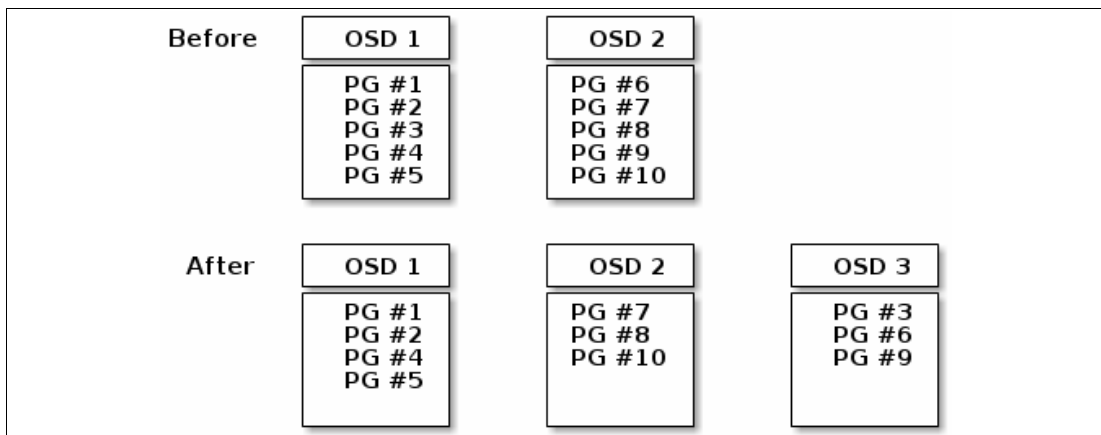 Before
OSD 1
OSD 2
PG #1
PG #2
PG #3
PG #4
PG #5
PG #6
PG #7
PG #8
PG #9
PG #10
After
OSD 1
OSD 2
OSD 3
PG #1
PG #2
PG #4
PG #5
PG #7
PG #8
PG #10
PG #3
PG #6
PG #9